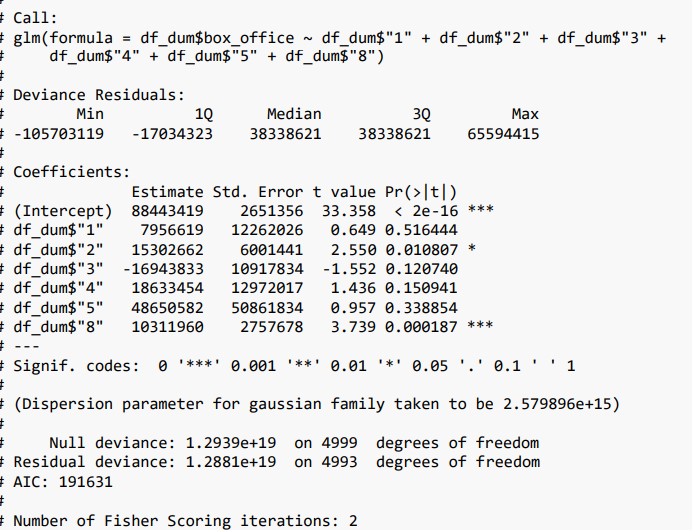 #
# Call:
# glm(formula = df_dum$box_office ~ df_dum$"1" + df_dum$"2" + df_dum$"3" +
#     df_dum$"4" + df_dum$"5" + df_dum$"8")
#
# Deviance Residuals:
#        Min          1Q      Median          3Q         Max
# -105703119   -17034323    38338621    38338621    65594415
#
# Coefficients:
#             Estimate Std. Error t value Pr(>|t|)
# (Intercept)  88443419    2651356  33.358  < 2e-16 ***
# df_dum$"1"    7956619   12262026   0.649 0.516444
# df_dum$"2"   15302662    6001441   2.550 0.010807 *
# df_dum$"3"  -16943833   10917834  -1.552 0.120740
# df_dum$"4"   18633454   12972017   1.436 0.150941
# df_dum$"5"   48650582   50861834   0.957 0.338854
# df_dum$"8"   10311960    2757678   3.739 0.000187 ***
# ---
# Signif. codes:  0 '***' 0.001 '**' 0.01 '*' 0.05 '.' 0.1 ' ' 1
#
# (Dispersion parameter for gaussian family taken to be 2.579896e+15)
#
#     Null deviance: 1.2939e+19  on 4999  degrees of freedom
# Residual deviance: 1.2881e+19  on 4993  degrees of freedom
# AIC: 191631
#
# Number of Fisher Scoring iterations: 2